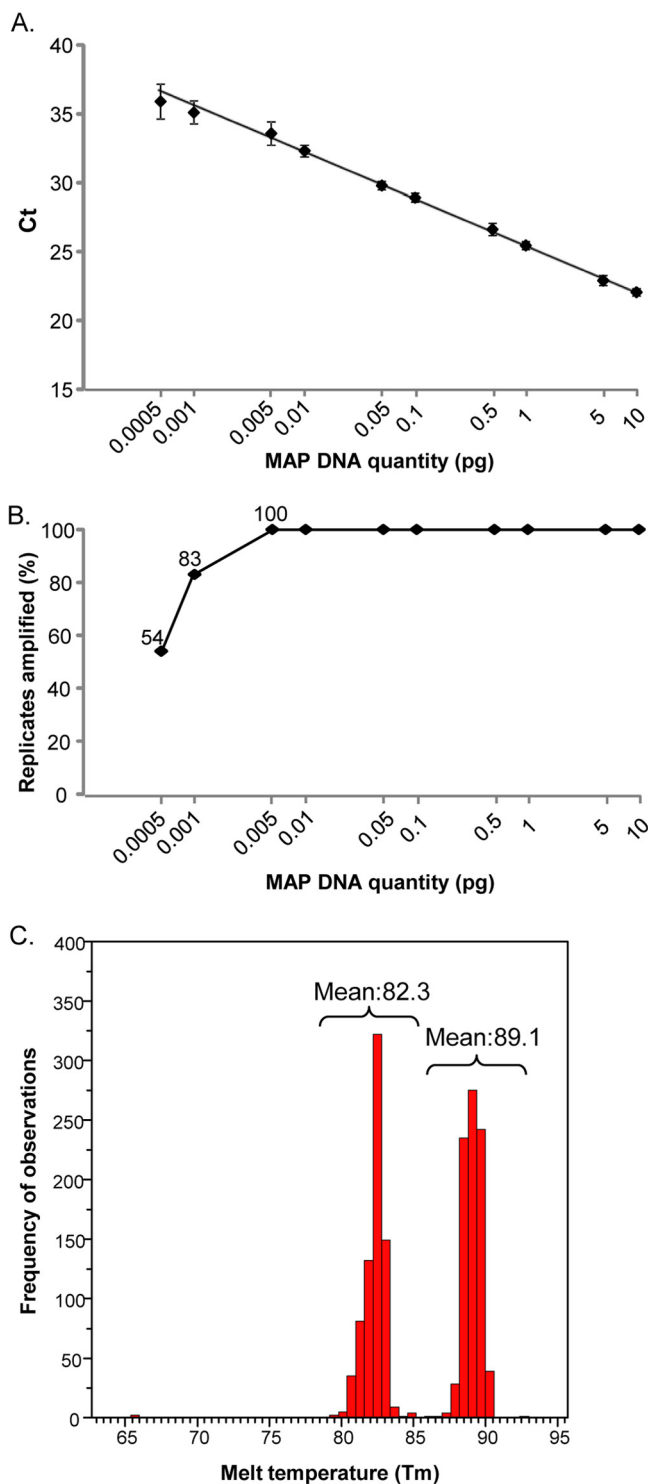 A.
40
35
30
25
20
15
Ct
0.0005 0.001 0.005 0.01 0.05 0.1 0.5 1 5 10
MAP DNA quantity (pg)
B.
100
80
60
40
20
0
Replicates amplified (%)
54
83
100
0.0005 0.001 0.005 0.01 0.05 0.1 0.5 1 5 10
MAP DNA quantity (pg)
C.
400
350
300
250
200
150
100
50
0
Frequency of observations
Mean:82.3
Mean:89.1
65 70 75 80 85 90 95
Melt temperature (Tm)